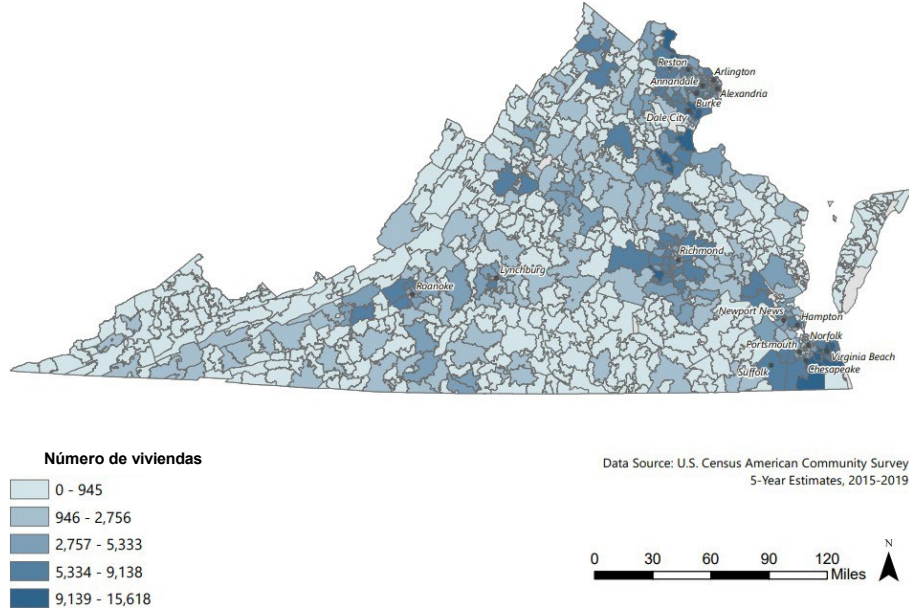 Reston
Arlington
Annandale
Alexandria
Burke
Dale City
Richmond
Lynchburg
Roanoke
Newport News
Hampton
Norfolk
Portsmouth
Virginia Beach
Suffolk
Chesapeake
Número de viviendas
0 - 945
946 - 2,756
2,757 - 5,333
5,334 - 9,138
9,139 - 15,618
Data Source: U.S. Census American Community Survey
5-Year Estimates, 2015-2019
0 30 60 90 120
Miles
N